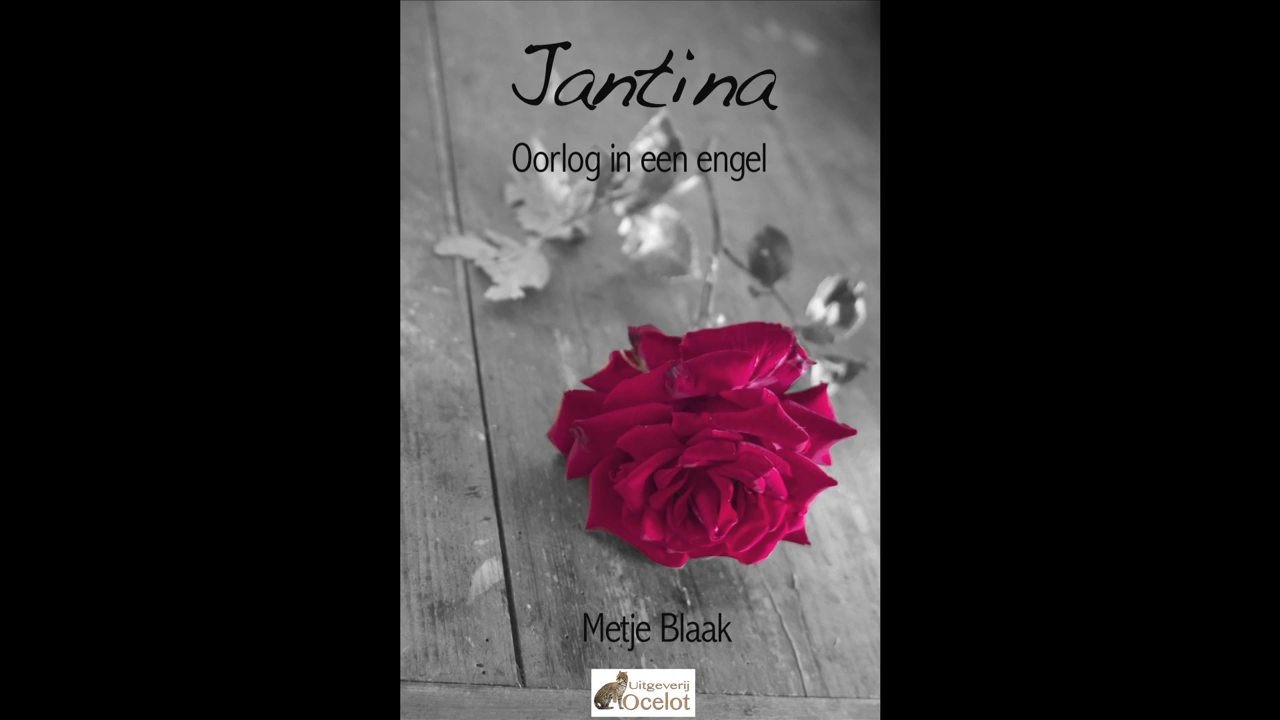 Jantina
Oorlog in een engel
Metje Blaak
Uitgeverij
Ocelot